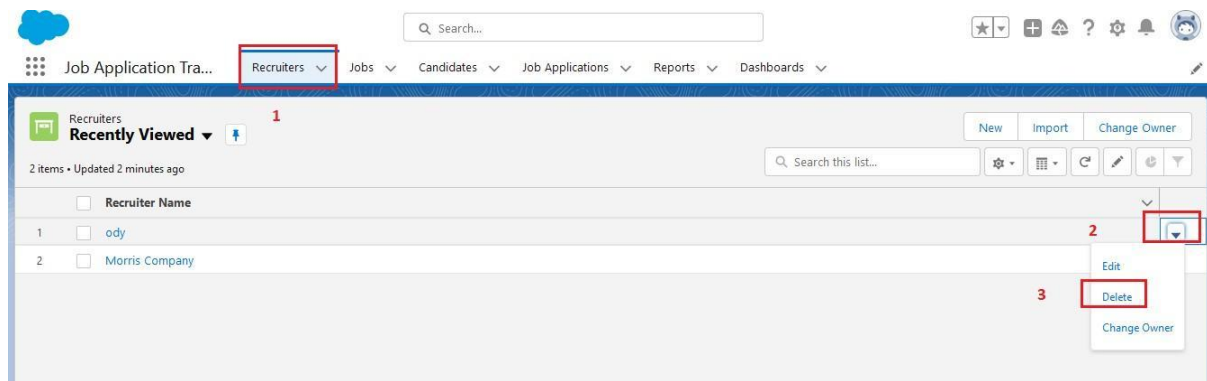 Search...
Job Application Tra...
Recruiters
Jobs
Candidates
Job Applications
Reports
Dashboards
1
Recruiters
Recently Viewed
New
Import
Change Owner
2 items • Updated 2 minutes ago
Search this list...
Recruiter Name
1
ody
2
2
Morris Company
Edit
3
Delete
Change Owner